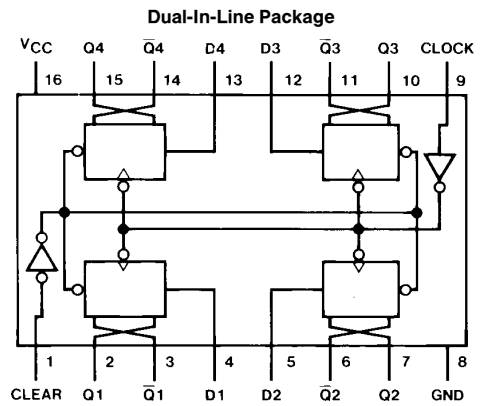 Dual-In-Line Package
VCC Q4 Q̅4 D4 D3 Q̅3 Q3 CLOCK
16 15 14 13 12 11 10 9
1 2 3 4 5 6 7 8
CLEAR Q1 Q̅1 D1 D2 Q̅2 Q2 GND